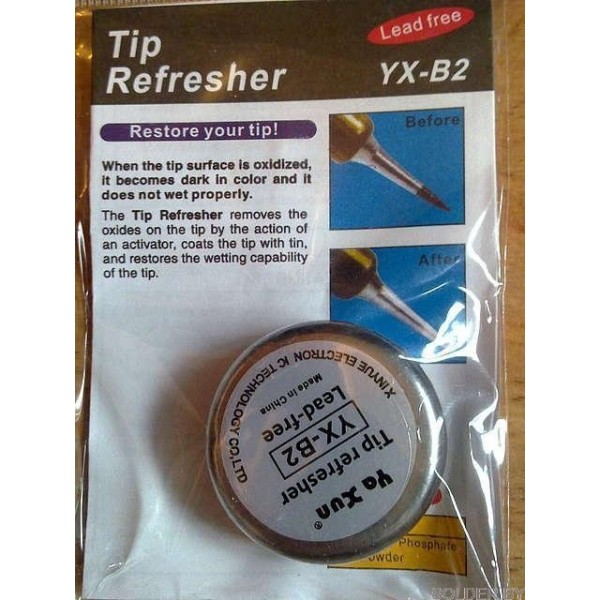 Tip
Refresher
Lead free
YX-B2
Restore your tip!
When the tip surface is oxidized,
it becomes dark in color and it
does not wet properly.
The Tip Refresher removes the
oxides on the tip by the action of
an activator, coats the tip with tin,
and restores the wetting capability
of the tip.
Before
After
Ya Xun ®
Tip refresher
YX-B2
Lead-free
Made in China
XINYUE ELECTRON IC TECHNOLOGY CO,.LTD
Phosphate